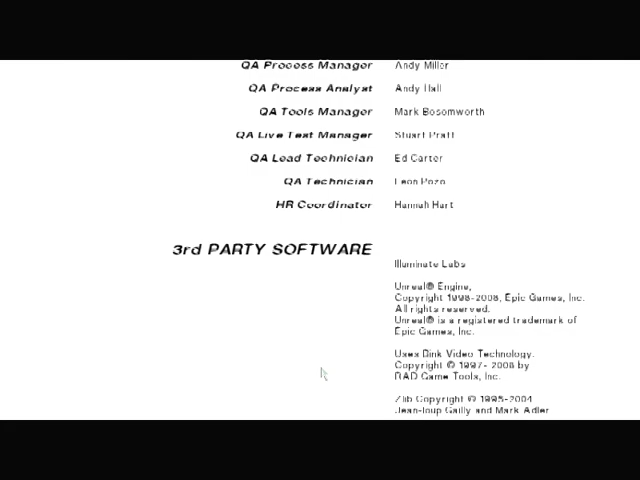 QA Process Manager Andy Miller
QA Process Analyst Andy Hall
QA Tools Manager Mark Bosomworth
QA Live Test Manager Stuart Pratt
QA Lead Technician Ed Carter
QA Technician Leon Pozo
HR Coordinator Hannah Hart
3rd PARTY SOFTWARE
Illuminate Labs
Unreal® Engine,
Copyright 1998-2008, Epic Games, Inc.
All rights reserved.
Unreal® is a registered trademark of
Epic Games, Inc.
Uses Bink Video Technology.
Copyright © 1997- 2008 by
RAD Game Tools, Inc.
Zlib Copyright © 1995-2004
Jean-loup Gailly and Mark Adler